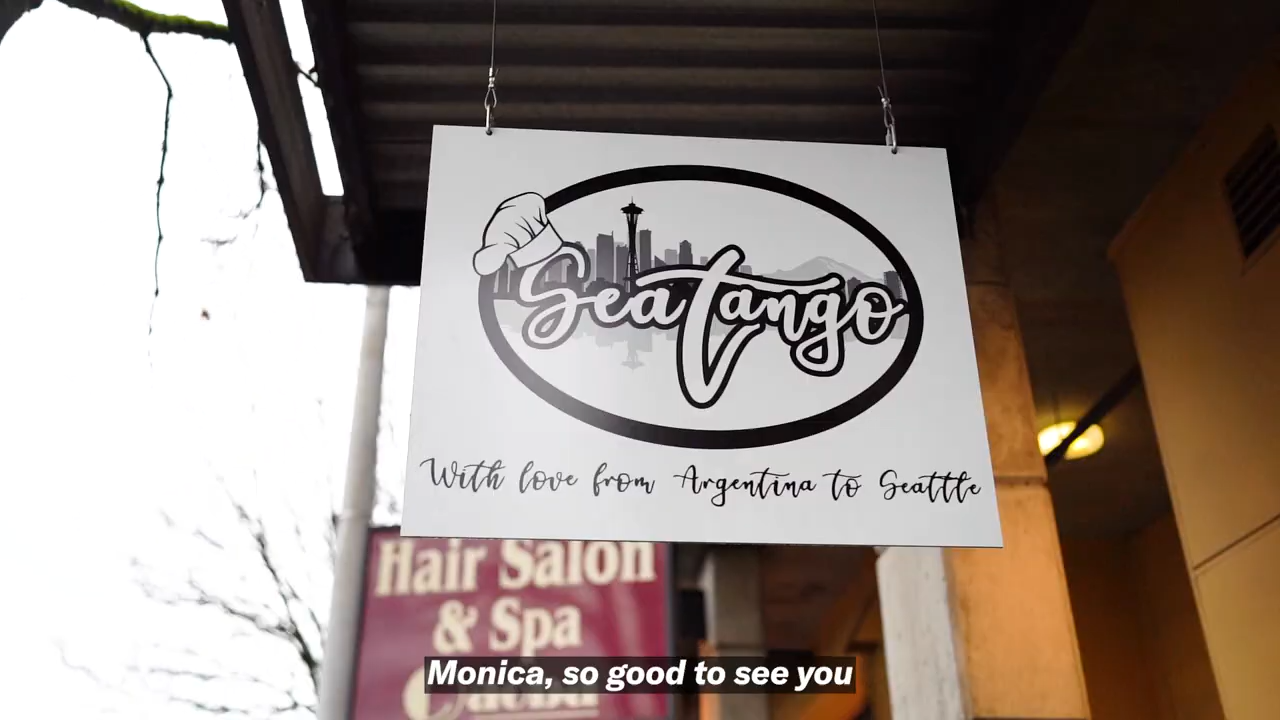 SeaTango
With love from Argentina to Seattle
Hair Salon
& Spa
Monica, so good to see you